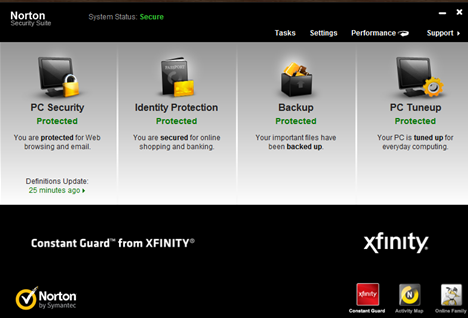 Norton
Security Suite
System Status: Secure
Tasks Settings Performance Support
PC Security
Protected
You are protected for Web
browsing and email.
Definitions Update:
25 minutes ago
Identity Protection
Protected
You are secured for online
shopping and banking.
Backup
Protected
Your important files have
been backed up.
PC Tuneup
Protected
Your PC is tuned up for
everyday computing.
Constant Guard™ from XFINITY®
xfinity.
Norton
by Symantec
xfinity
Constant Guard
Activity Map
Online Family